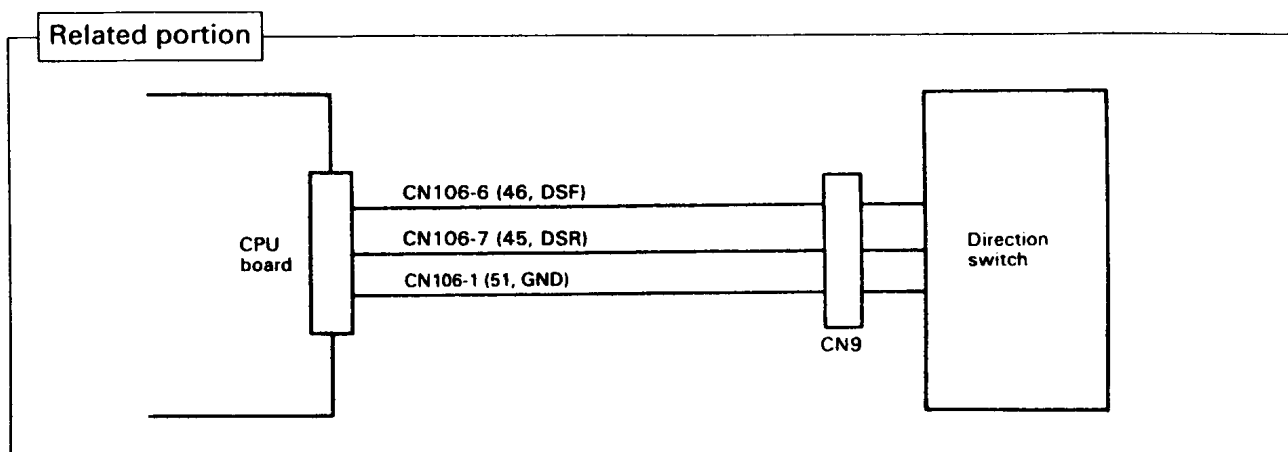 Related portion
CN106-6 (46, DSF)
CN106-7 (45, DSR)
CN106-1 (51, GND)
CPU
board
Direction
switch
CN9